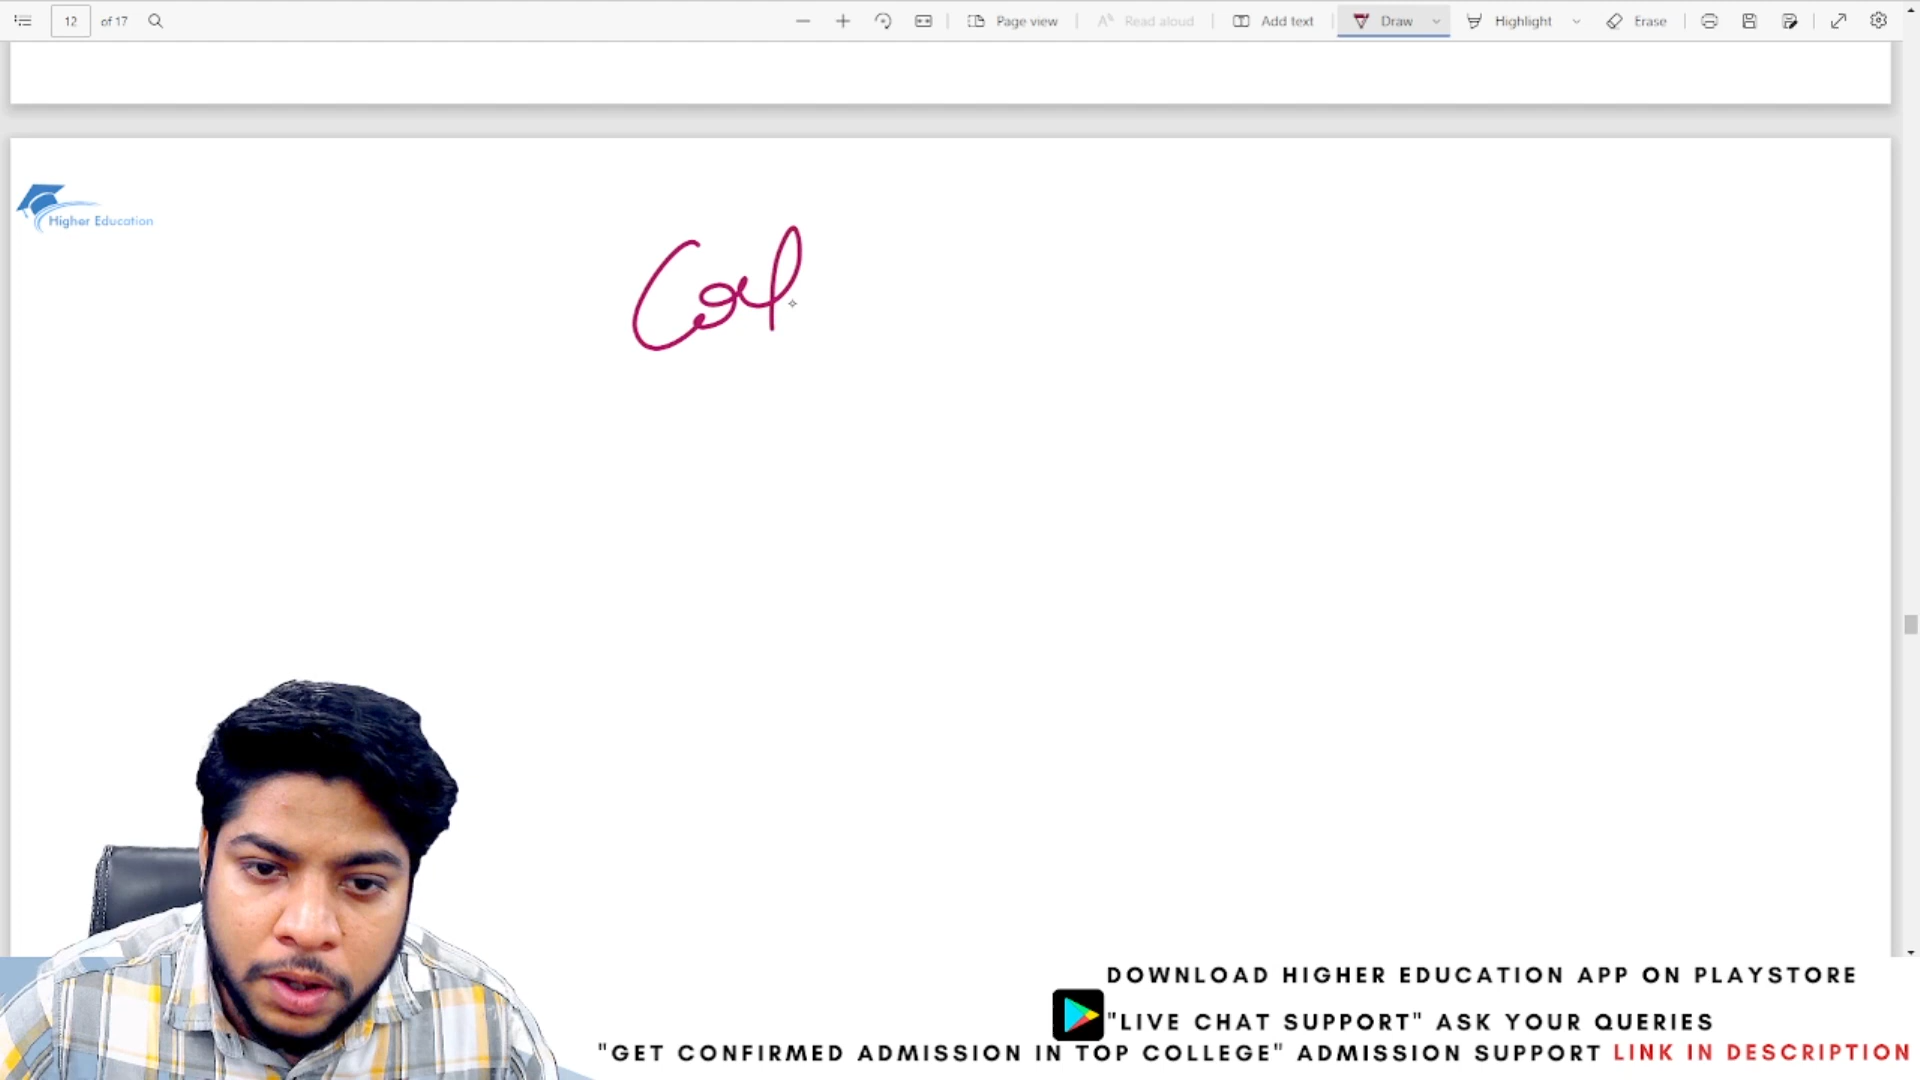 12 of 17 Page view Read aloud Add text Draw Highlight Erase
Higher Education
DOWNLOAD HIGHER EDUCATION APP ON PLAYSTORE
"LIVE CHAT SUPPORT" ASK YOUR QUERIES
"GET CONFIRMED ADMISSION IN TOP COLLEGE" ADMISSION SUPPORT LINK IN DESCRIPTION